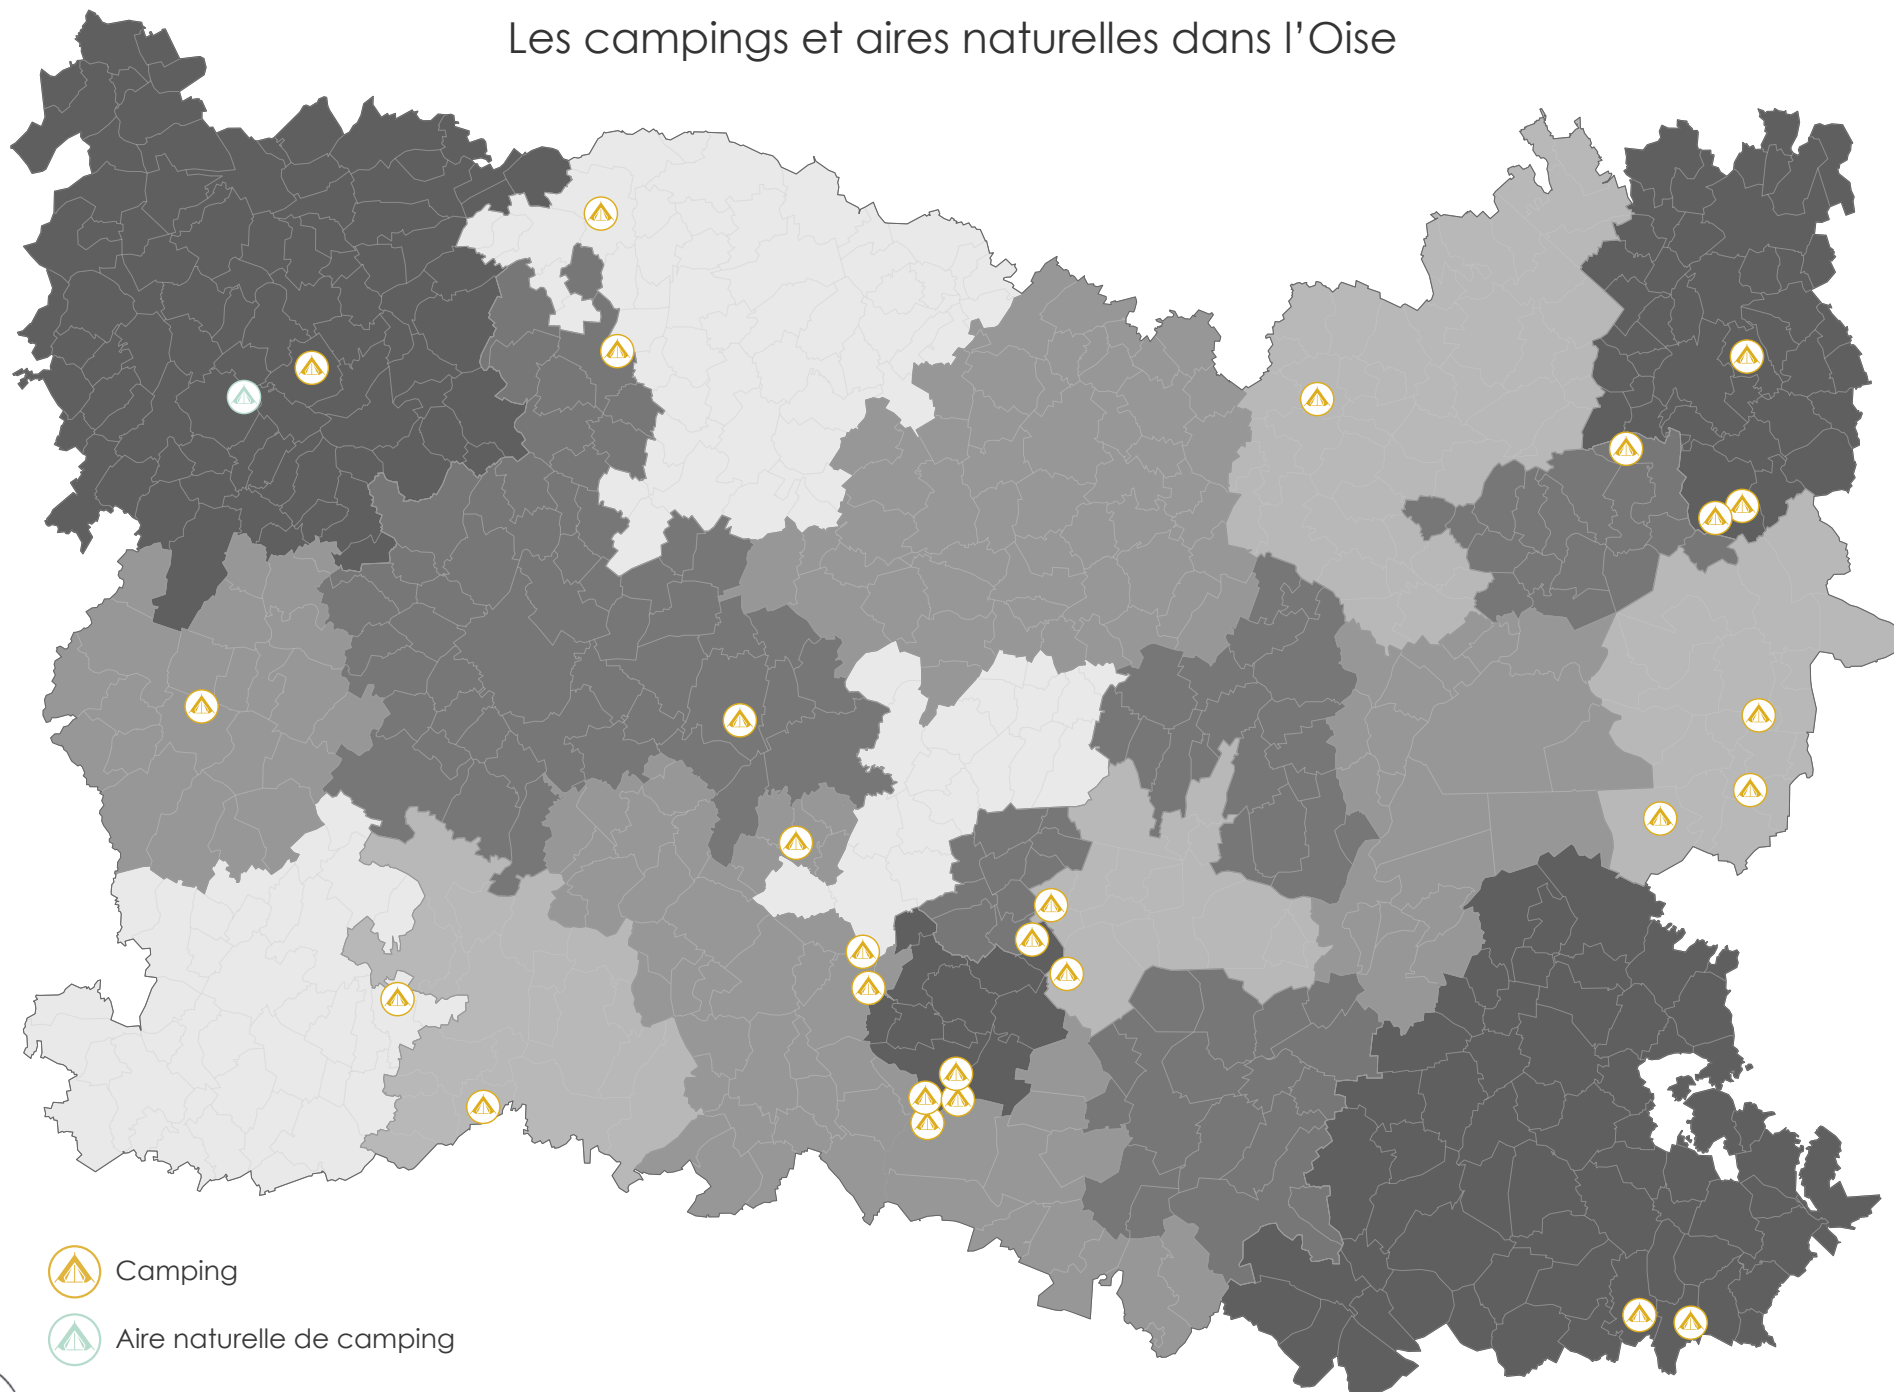 Les campings et aires naturelles dans l’Oise
Camping
Aire naturelle de camping